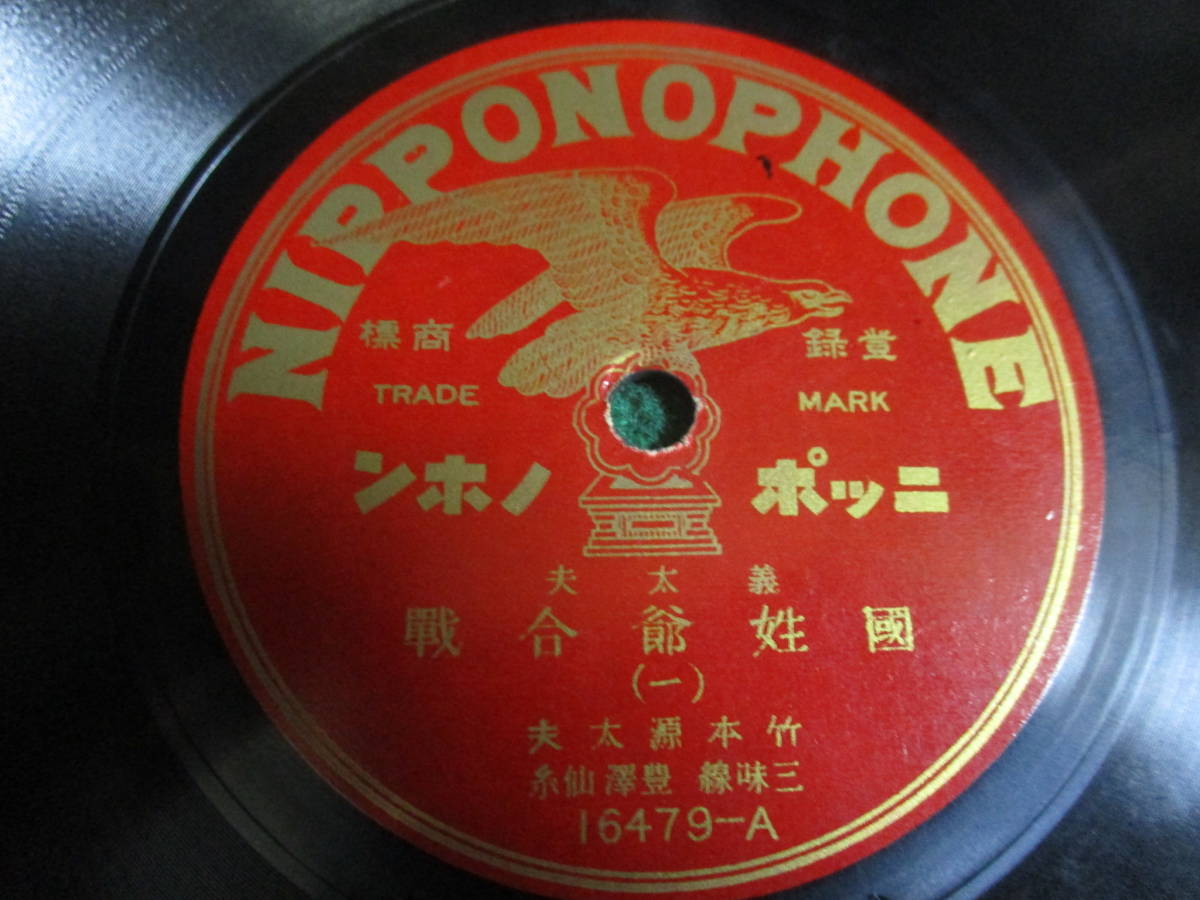 NIPPONOPHONE
登録 商標
TRADE MARK
ニッポノホン
義太夫
國姓爺合戰
(一)
竹本源太夫
三味線 豊澤仙糸
16479-A